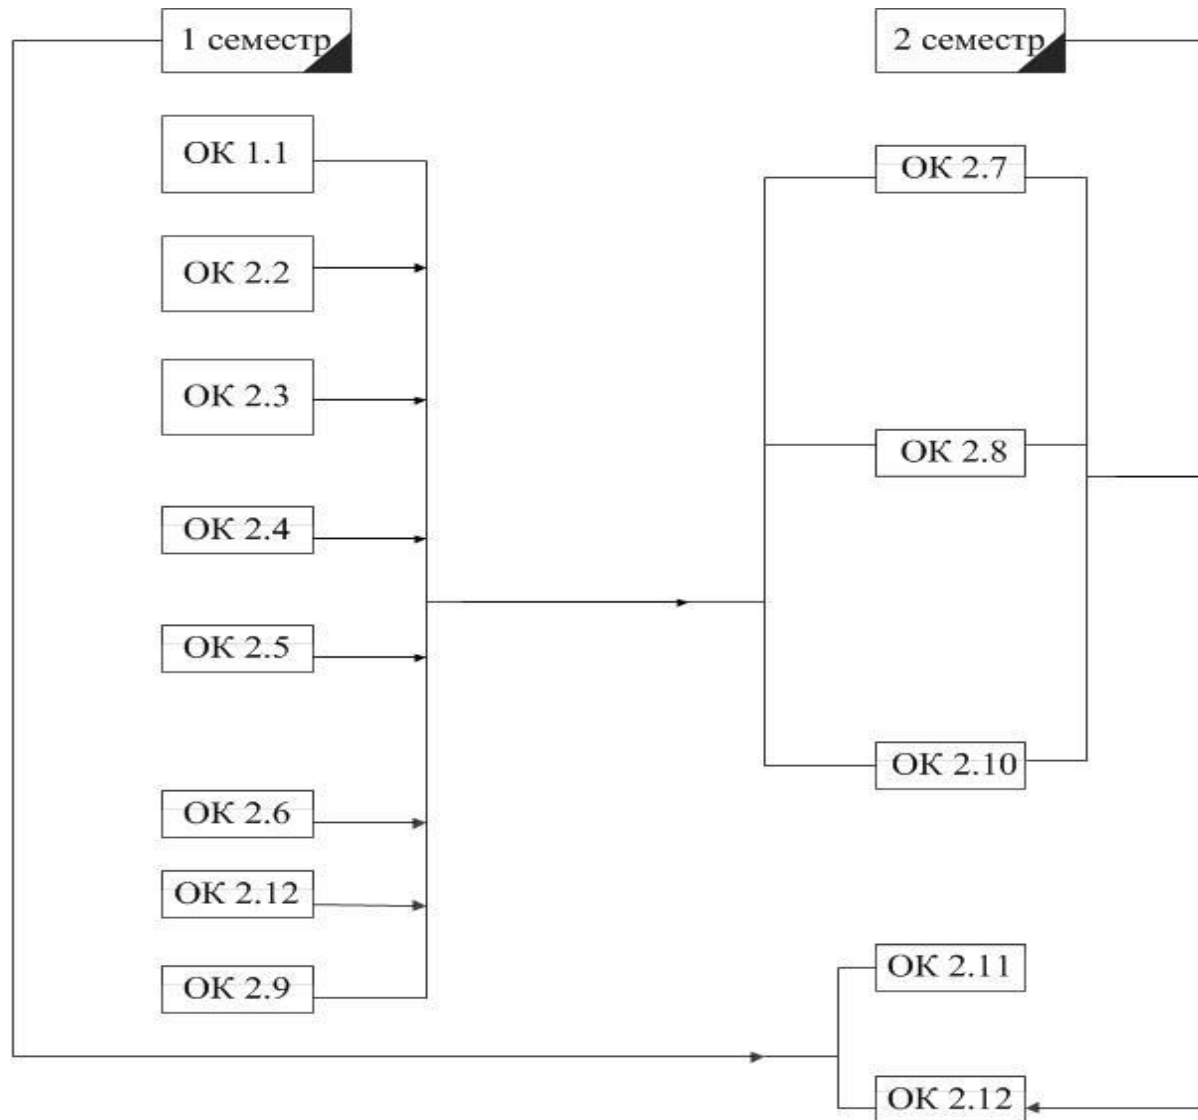 1 семестр
2 семестр
ОК 1.1
ОК 2.2
ОК 2.3
ОК 2.4
ОК 2.5
ОК 2.6
ОК 2.12
ОК 2.9
ОК 2.7
ОК 2.8
ОК 2.10
ОК 2.11
ОК 2.12